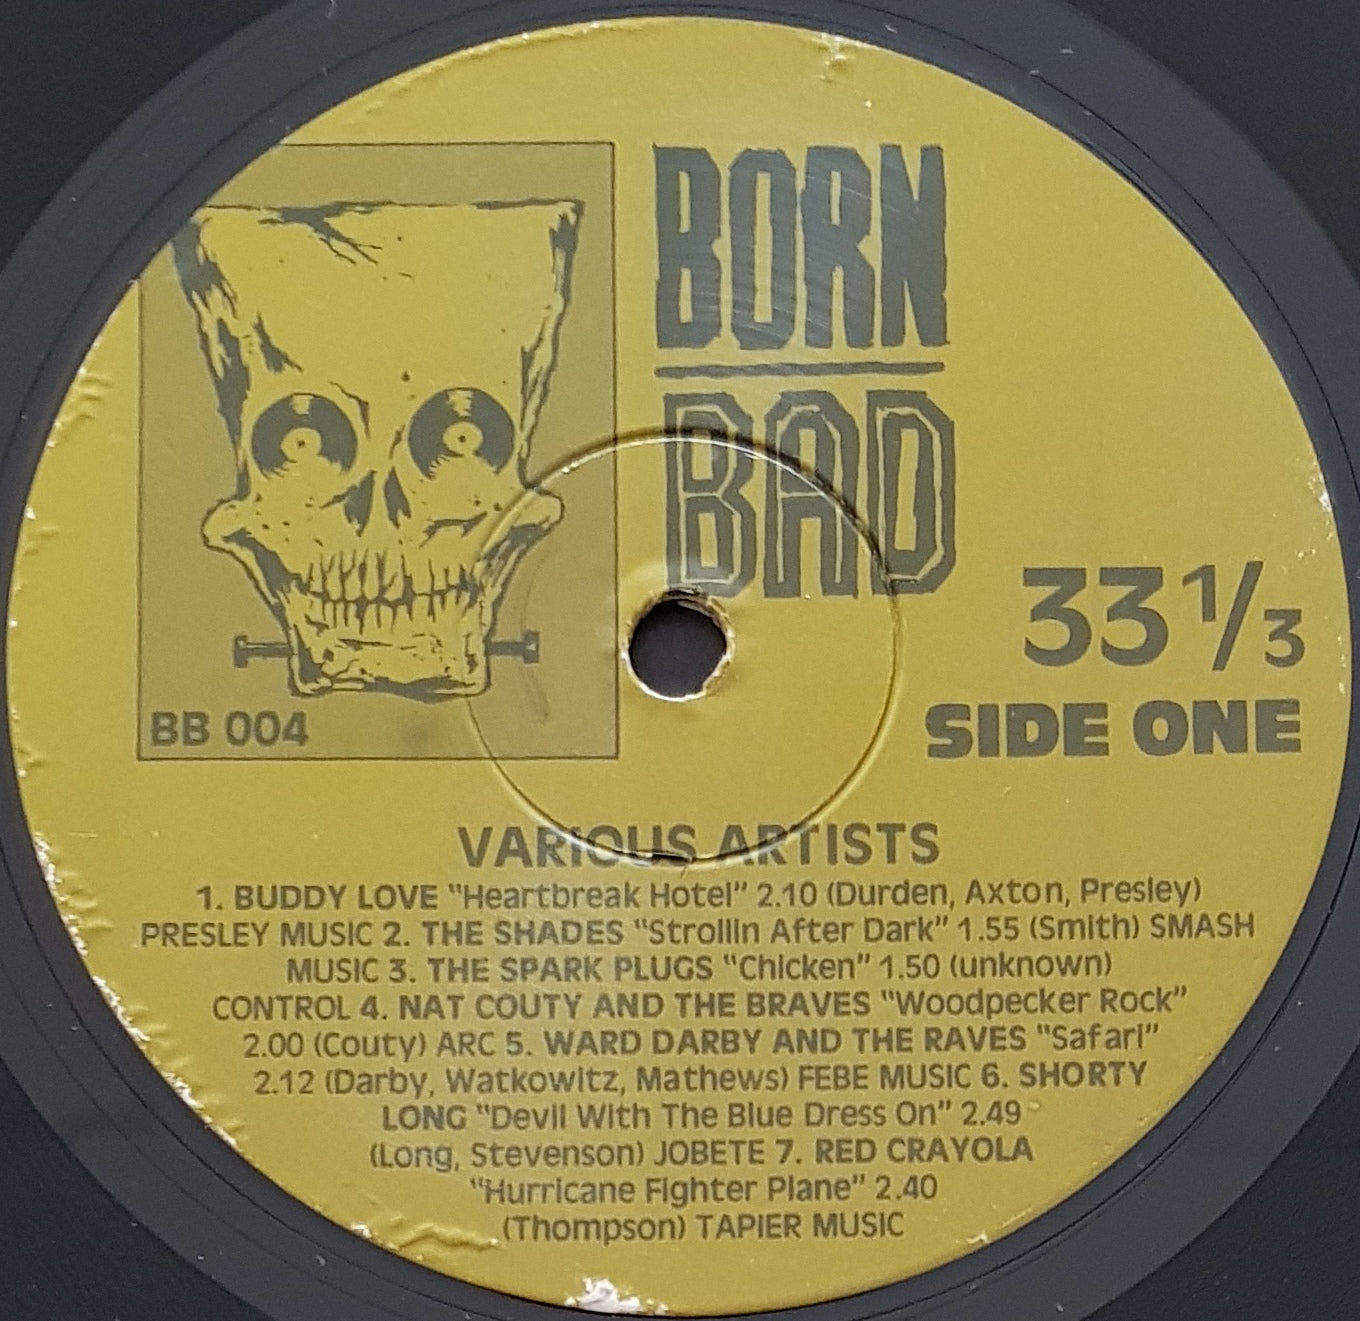 BORN
BAD
33 1/3
SIDE ONE
BB 004
VARIOUS ARTISTS
1. BUDDY LOVE "Heartbreak Hotel" 2.10 (Durden, Axton, Presley)
PRESLEY MUSIC 2. THE SHADES "Strollin After Dark" 1.55 (Smith) SMASH
MUSIC 3. THE SPARK PLUGS "Chicken" 1.50 (unknown)
CONTROL 4. NAT COUTY AND THE BRAVES "Woodpecker Rock"
2.00 (Couty) ARC 5. WARD DARBY AND THE RAVES "Safari"
2.12 (Darby, Watkowitz, Mathews) FEBE MUSIC 6. SHORTY
LONG "Devil With The Blue Dress On" 2.49
(Long, Stevenson) JOBETE 7. RED CRAYOLA
"Hurricane Fighter Plane" 2.40
(Thompson) TAPIER MUSIC